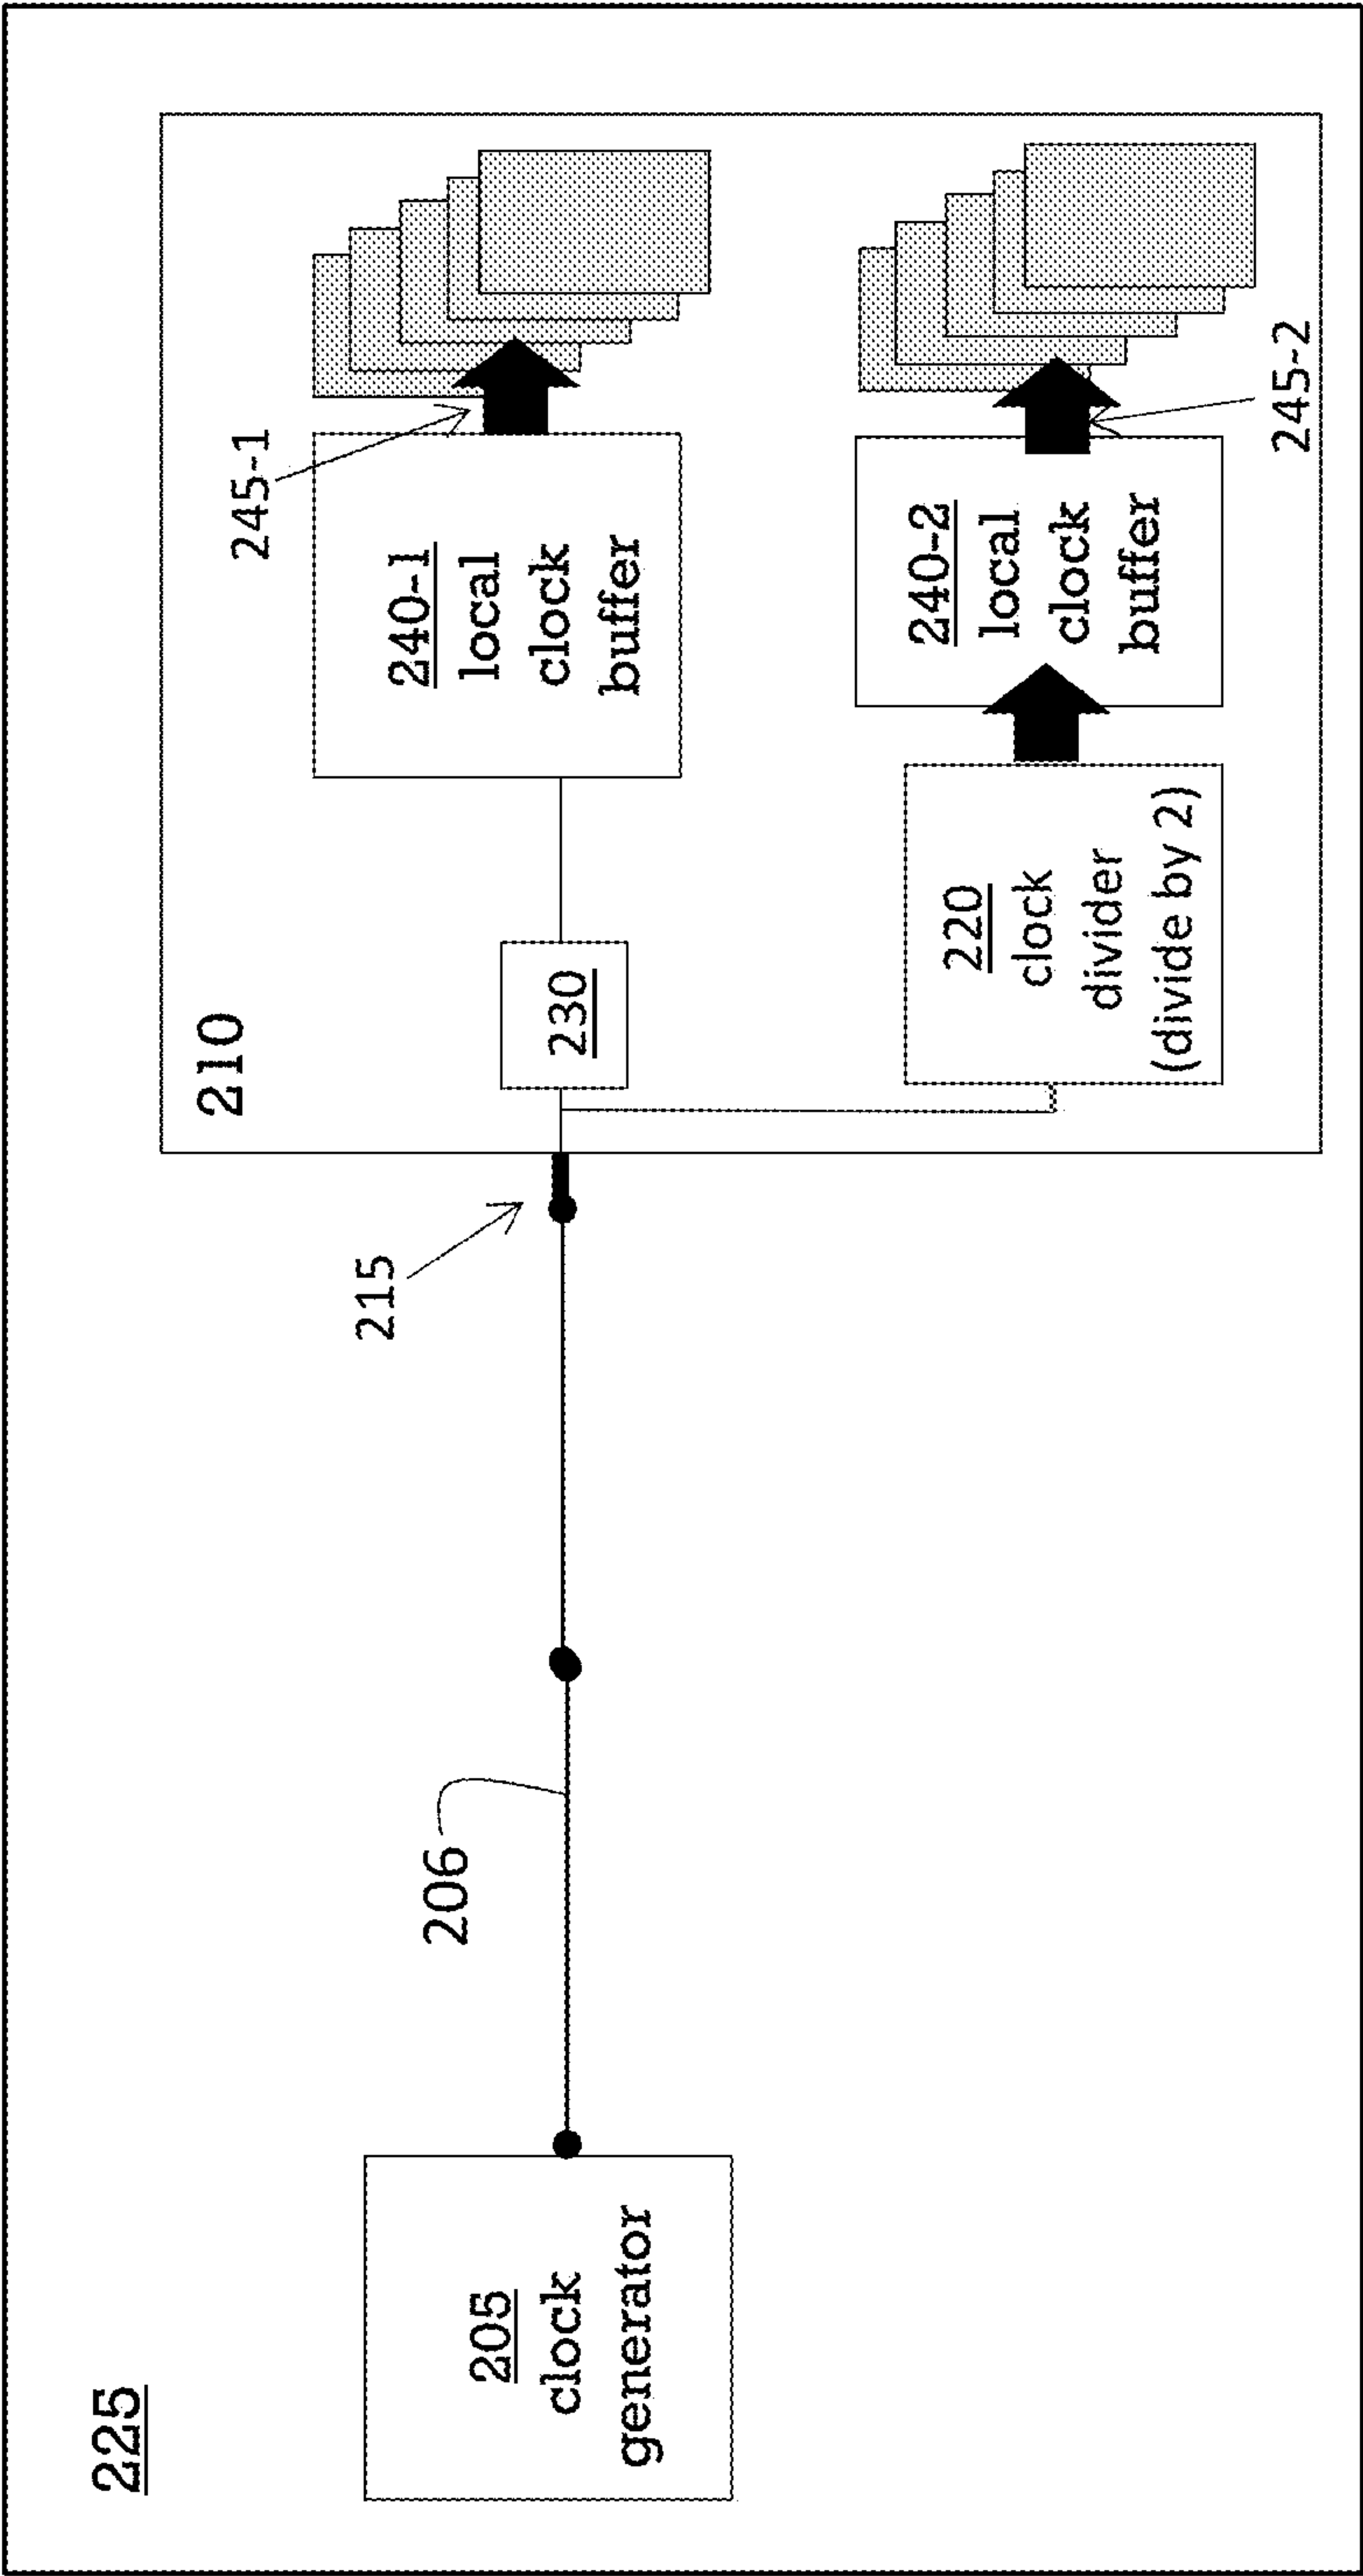 225
205
clock
generator
206
215
210
230
240-1
local
clock
buffer
245-1
220
clock
divider
(divide by 2)
240-2
local
clock
buffer
245-2